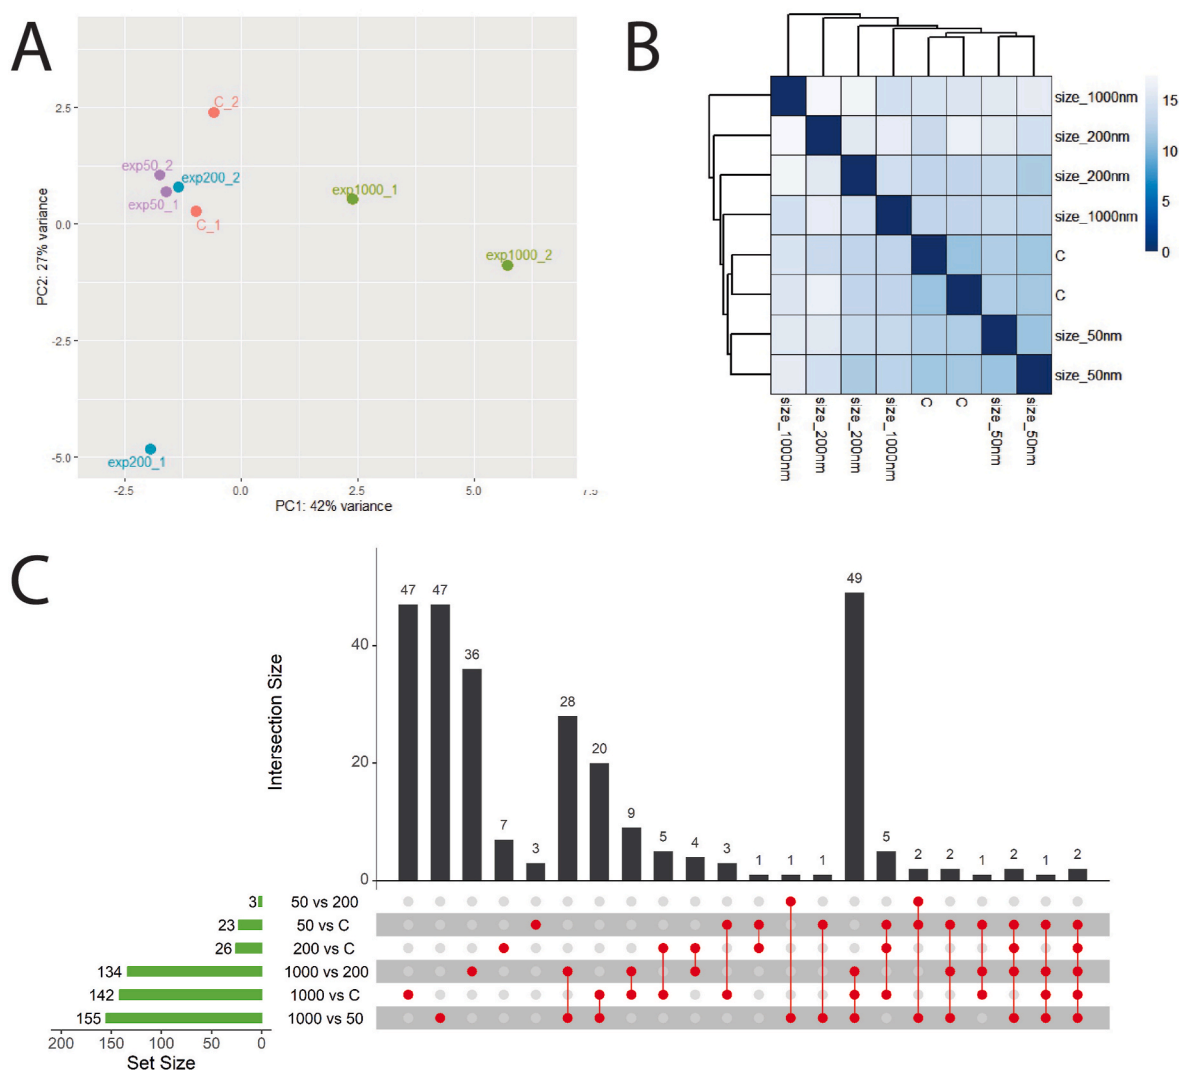 A
C_2
exp50_2
exp200_2
exp50_1
C_1
exp1000_1
exp1000_2
exp200_1
2.5
0.0
-2.5
-5.0
PC2: 27% variance
-2.5
0.0
2.5
5.0
PC1: 42% variance
B
size_1000nm
size_200nm
size_200nm
size_1000nm
C
C
size_50nm
size_50nm
size_1000nm
size_200nm
size_200nm
size_1000nm
C
C
size_50nm
size_50nm
15
10
5
0
C
Intersection Size
40
20
0
47 47 36 7 3 28 20 9 5 4 3 1 1 1 49 5 2 2 1 2 1 2
3 50 vs 200
23 50 vs C
26 200 vs C
134 1000 vs 200
142 1000 vs C
155 1000 vs 50
200 150 100 50 0
Set Size